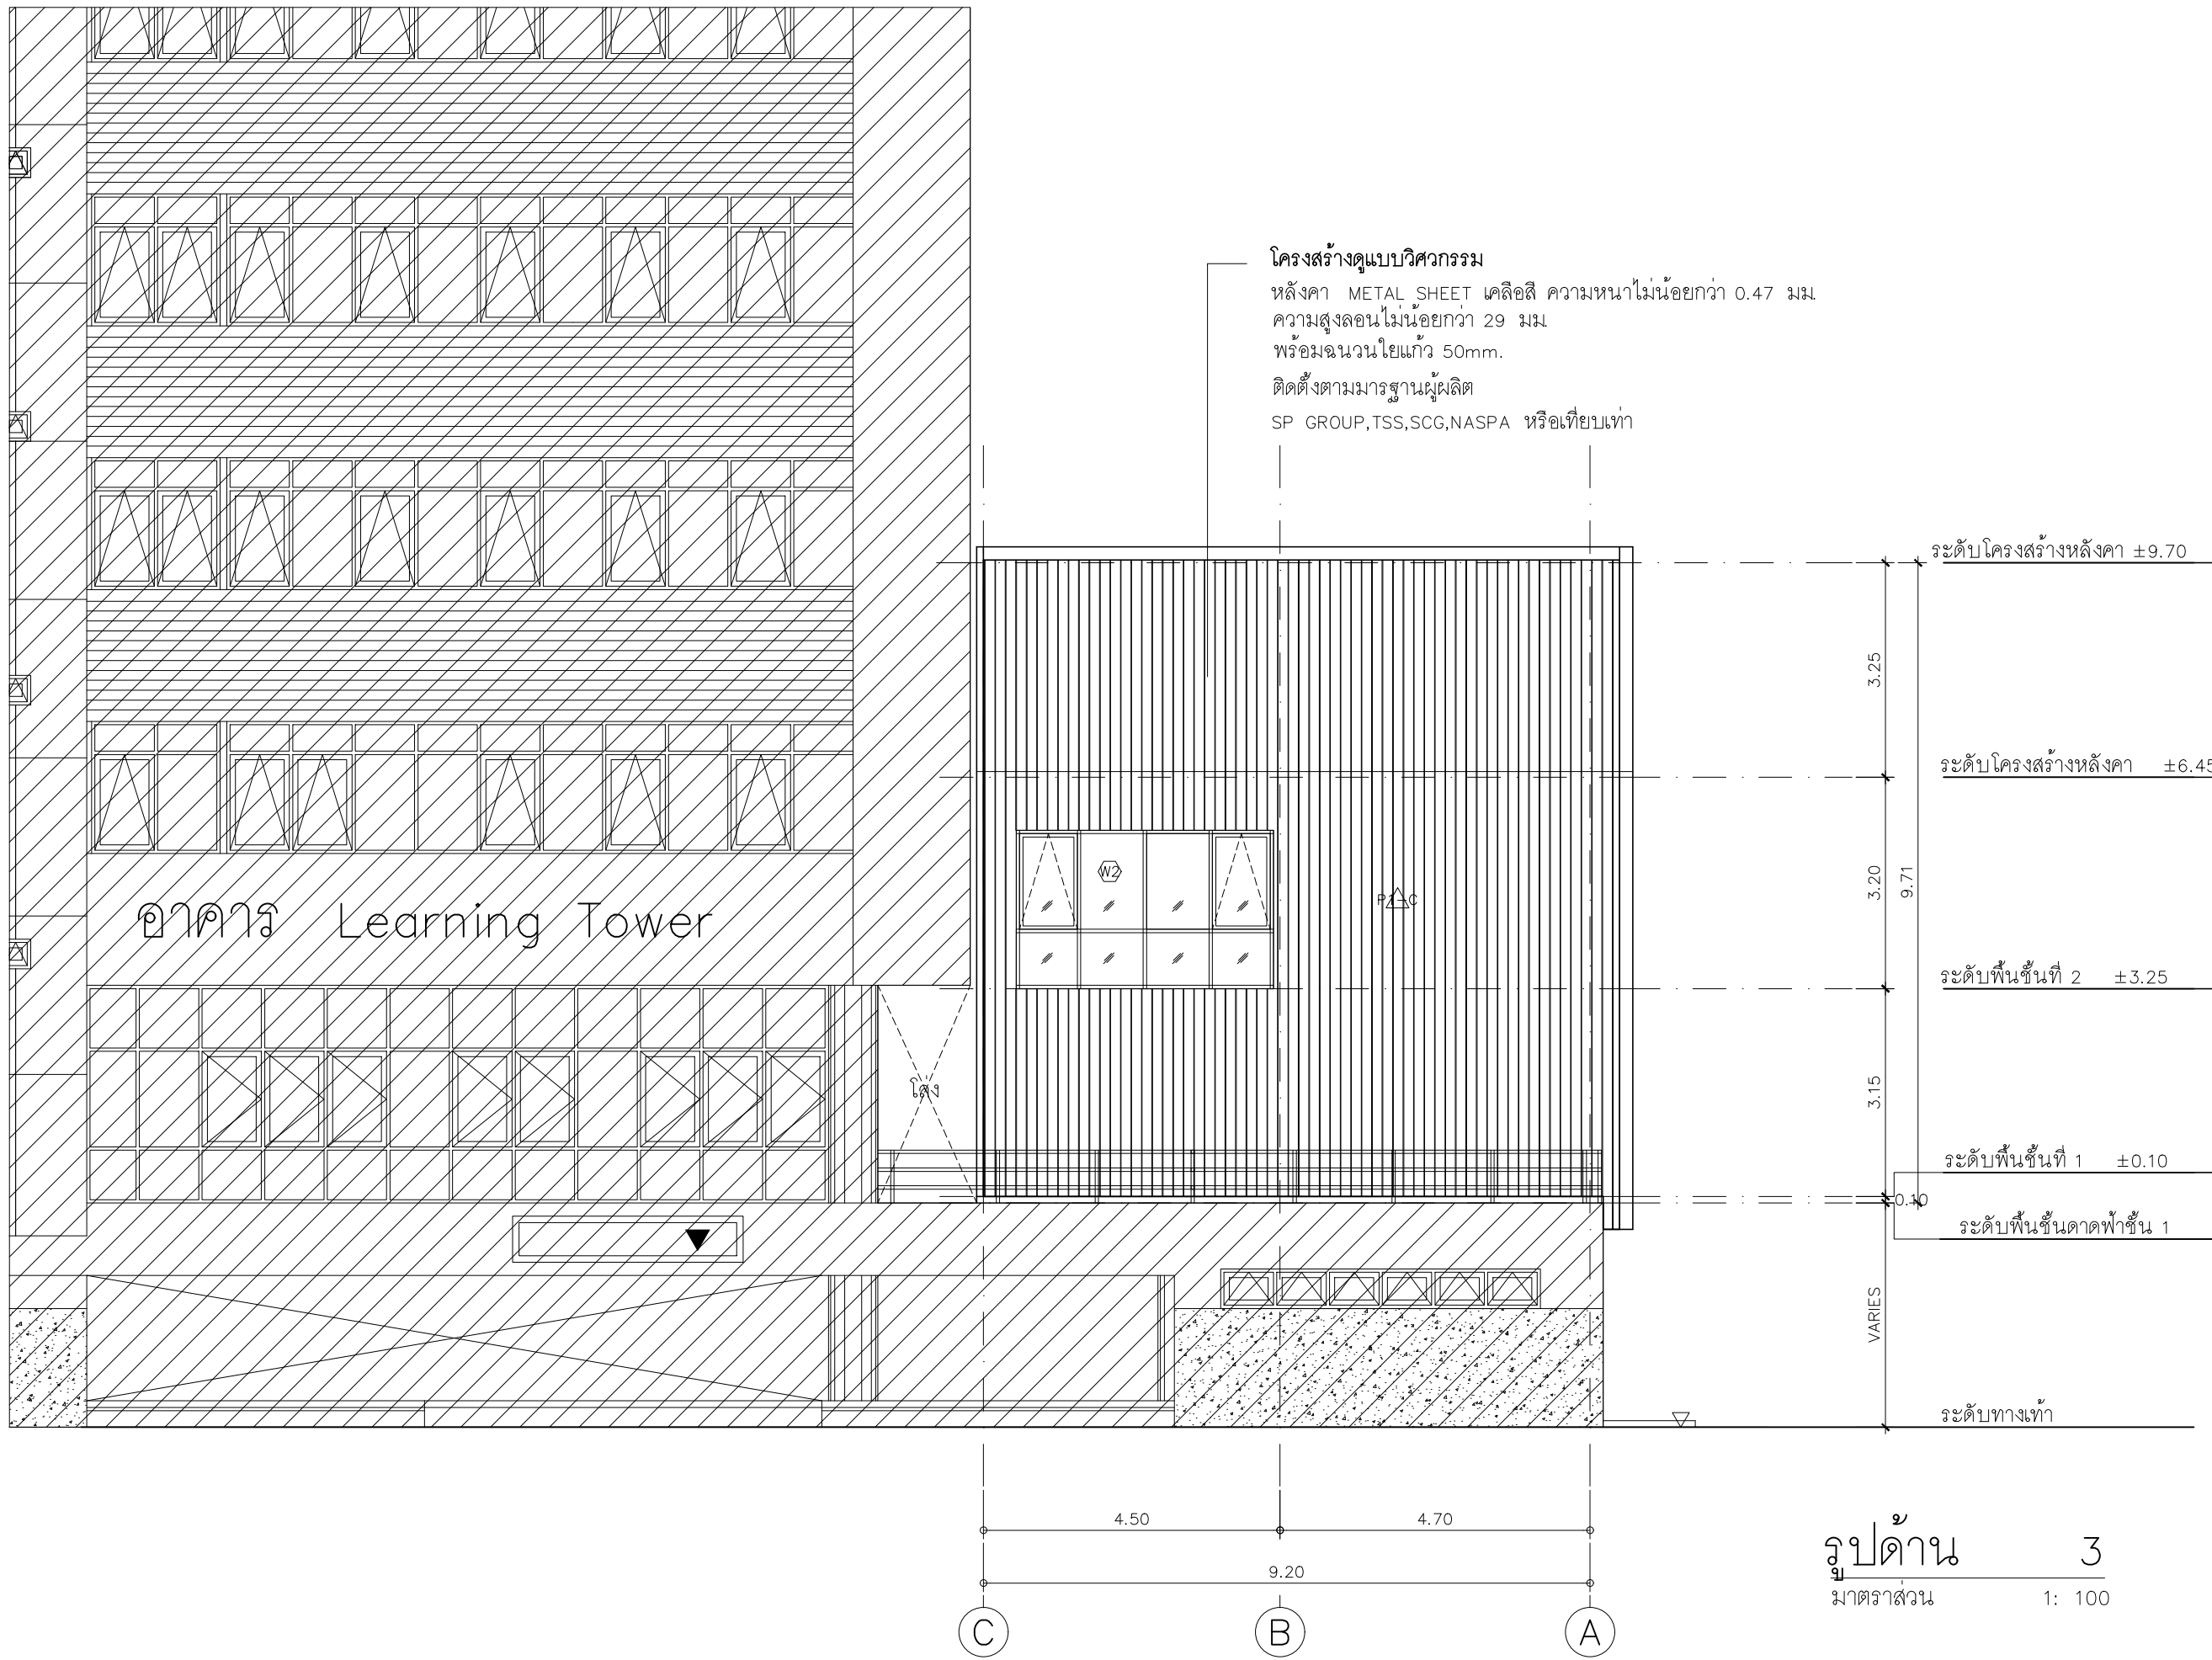 โครงสร้างดูแบบวิศวกรรม
หลังคา METAL SHEET เคลือสี ความหนาไม่น้อยกว่า 0.47 มม.
ความสูงลอนไม่น้อยกว่า 29 มม.
พร้อมฉนวนใยแก้ว 50mm.
ติดตั้งตามมารฐานผู้ผลิต
SP GROUP,TSS,SCG,NASPA หรือเที่ยบเท่า
ระดับโครงสร้างหลังคา ±9.70
3.25
ระดับโครงสร้างหลังคา ±6.45
W2
P1-C
3.20
9.71
อาคาร Learning Tower
ระดับพื้นชั้นที่ 2 ±3.25
โล่ง
3.15
ระดับพื้นชั้นที่ 1 ±0.10
0.10
ระดับพื้นชั้นดาดฟ้าชั้น 1
VARIES
ระดับทางเท้า
4.50
4.70
9.20
C
B
A
รูปด้าน 3
มาตราส่วน 1: 100